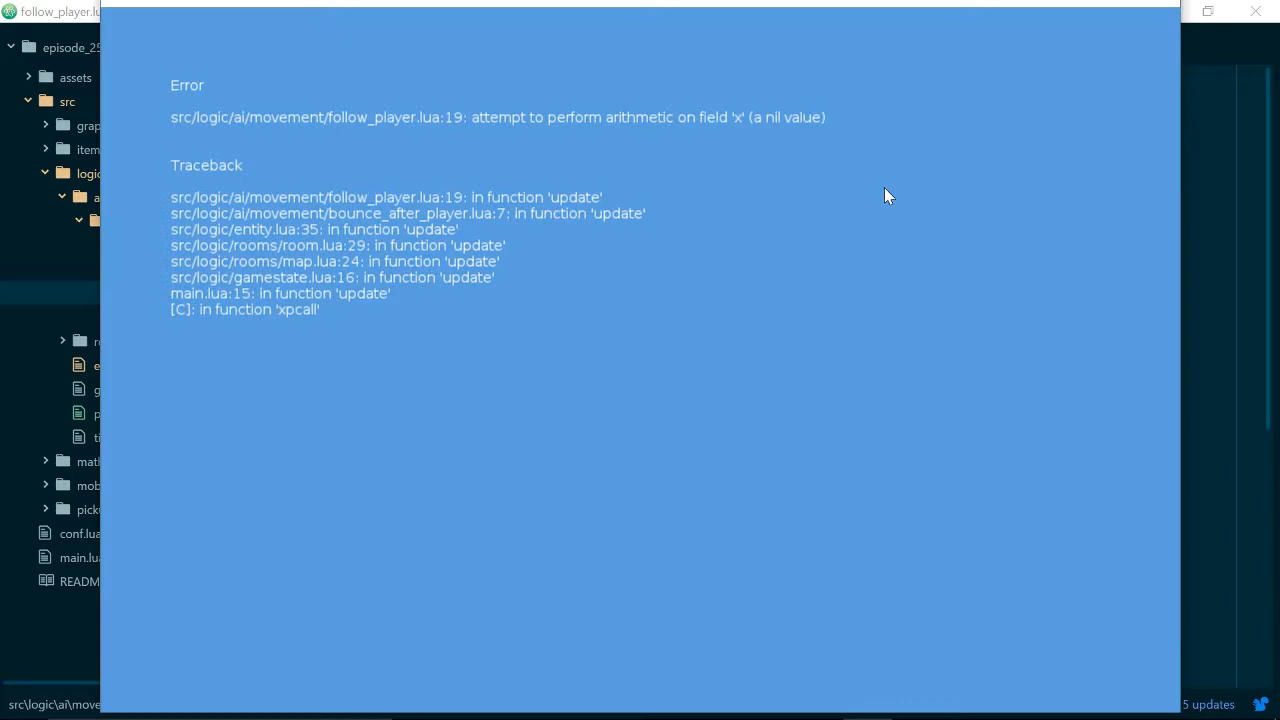 follow_player.lu
Error
src/logic/ai/movement/follow_player.lua:19: attempt to perform arithmetic on field 'x' (a nil value)
Traceback
src/logic/ai/movement/follow_player.lua:19: in function 'update'
src/logic/ai/movement/bounce_after_player.lua:7: in function 'update'
src/logic/entity.lua:35: in function 'update'
src/logic/rooms/room.lua:29: in function 'update'
src/logic/rooms/map.lua:24: in function 'update'
src/logic/gamestate.lua:16: in function 'update'
main.lua:15: in function 'update'
[C]: in function 'xpcall'
episode_25
assets
src
grap
item
logic
a
r
e
g
p
ti
math
mob
pick
conf.lua
main.lua
README
src\logic\ai\move
5 updates